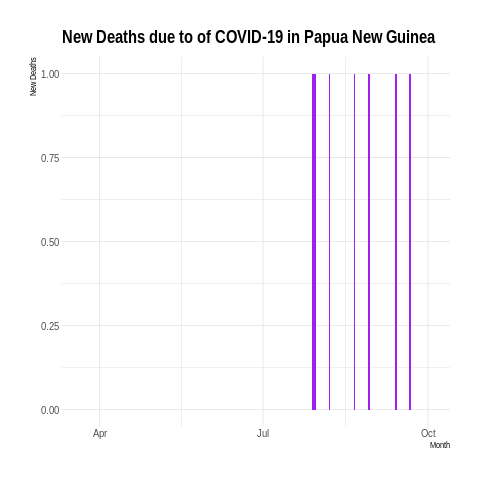 New Deaths due to of COVID-19 in Papua New Guinea
New Deaths
1.00
0.75
0.50
0.25
0.00
Apr
Jul
Oct
Month